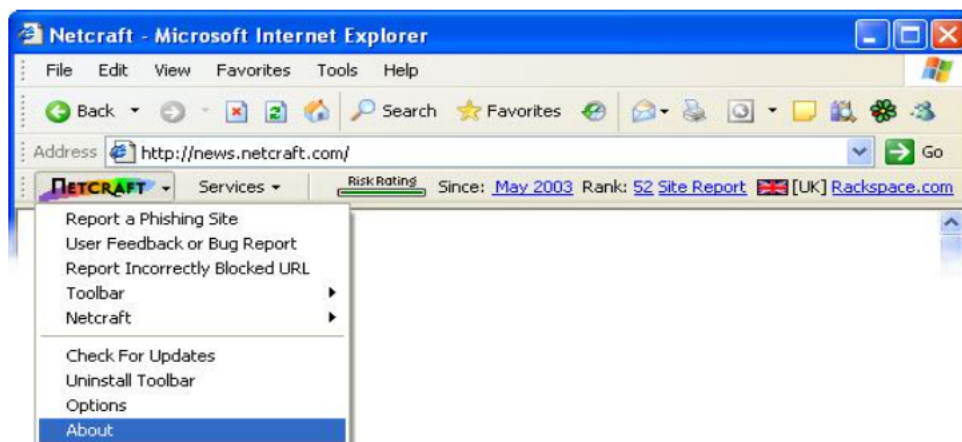 Netcraft - Microsoft Internet Explorer
File Edit View Favorites Tools Help
Back Search Favorites
Address http://news.netcraft.com/ Go
NETCRAFT Services Risk Rating Since: May 2003 Rank: 52 Site Report [UK] Rackspace.com
Report a Phishing Site
User Feedback or Bug Report
Report Incorrectly Blocked URL
Toolbar
Netcraft
Check For Updates
Uninstall Toolbar
Options
About